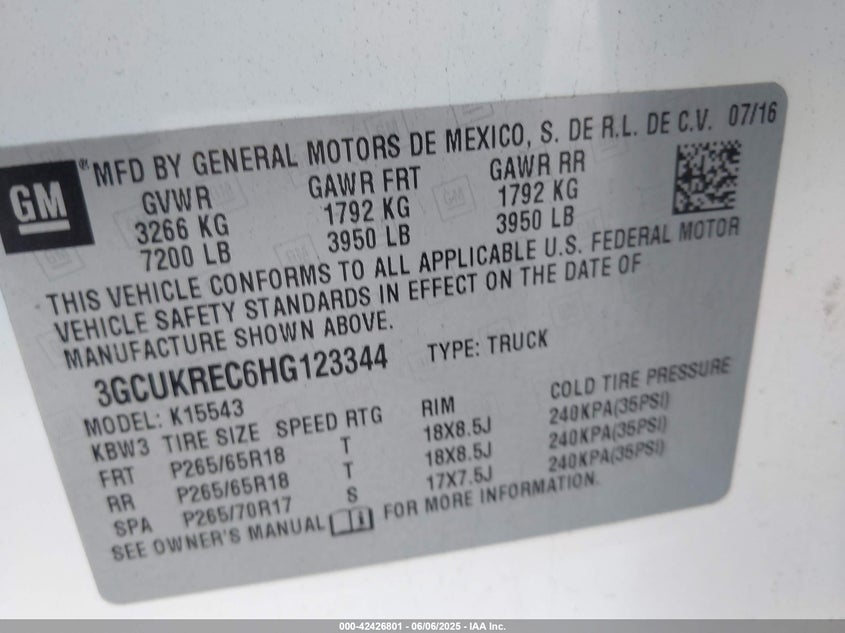 GM ® MFD BY GENERAL MOTORS DE MEXICO, S. DE R.L. DE C.V. 07/16
GVWR GAWR FRT GAWR RR
3266 KG 1792 KG 1792 KG
7200 LB 3950 LB 3950 LB
THIS VEHICLE CONFORMS TO ALL APPLICABLE U.S. FEDERAL MOTOR
VEHICLE SAFETY STANDARDS IN EFFECT ON THE DATE OF
MANUFACTURE SHOWN ABOVE.
3GCUKREC6HG123344 TYPE: TRUCK
MODEL: K15543
KBW3 TIRE SIZE SPEED RTG RIM COLD TIRE PRESSURE
FRT P265/65R18 T 18X8.5J 240KPA(35PSI)
RR P265/65R18 T 18X8.5J 240KPA(35PSI)
SPA P265/70R17 S 17X7.5J 240KPA(35PSI)
SEE OWNER'S MANUAL FOR MORE INFORMATION.
000-42426801 - 06/06/2025 - IAA Inc.